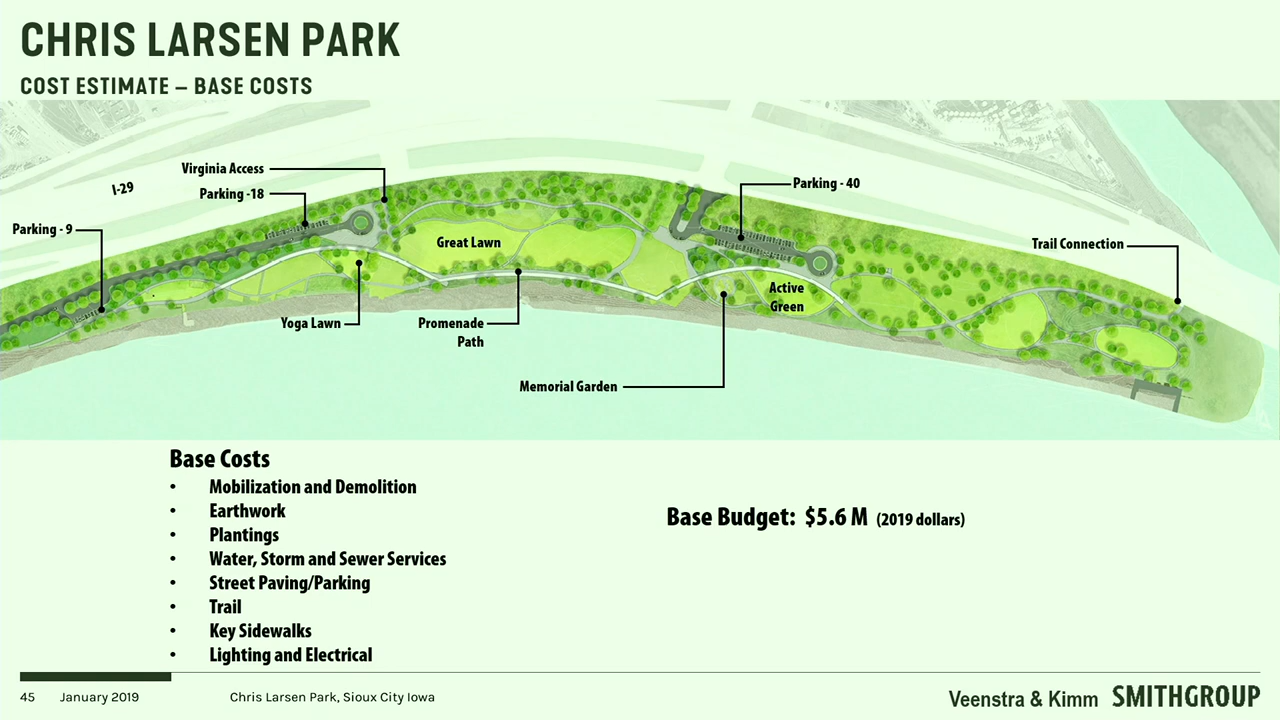 CHRIS LARSEN PARK
COST ESTIMATE – BASE COSTS
I-29
Virginia Access
Parking -18
Parking - 9
Great Lawn
Parking - 40
Trail Connection
Active
Green
Yoga Lawn
Promenade
Path
Memorial Garden
Base Costs
• Mobilization and Demolition
• Earthwork
• Plantings
• Water, Storm and Sewer Services
• Street Paving/Parking
• Trail
• Key Sidewalks
• Lighting and Electrical
Base Budget: $5.6 M (2019 dollars)
45 January 2019 Chris Larsen Park, Sioux City Iowa
Veenstra & Kimm SMITHGROUP